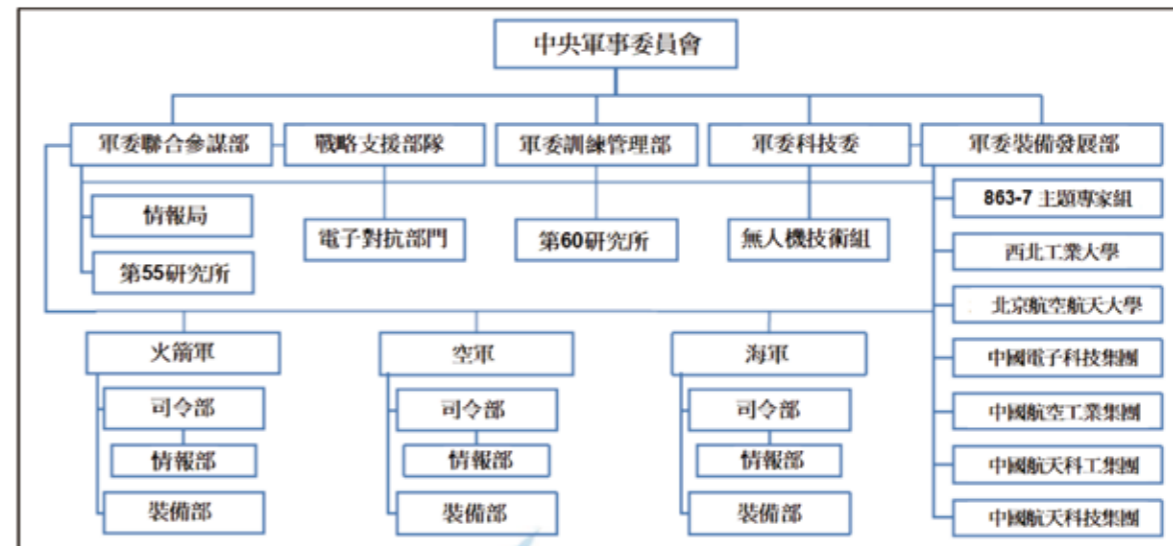 中央軍事委員會
軍委聯合參謀部
戰略支援部隊
軍委訓練管理部
軍委科技委
軍委裝備發展部
情報局
第55研究所
電子對抗部門
第60研究所
無人機技術組
863-7 主題專家組
西北工業大學
北京航空航天大學
中國電子科技集團
中國航空工業集團
中國航天科工集團
中國航天科技集團
火箭軍
司令部
情報部
裝備部
空軍
司令部
情報部
裝備部
海軍
司令部
情報部
裝備部